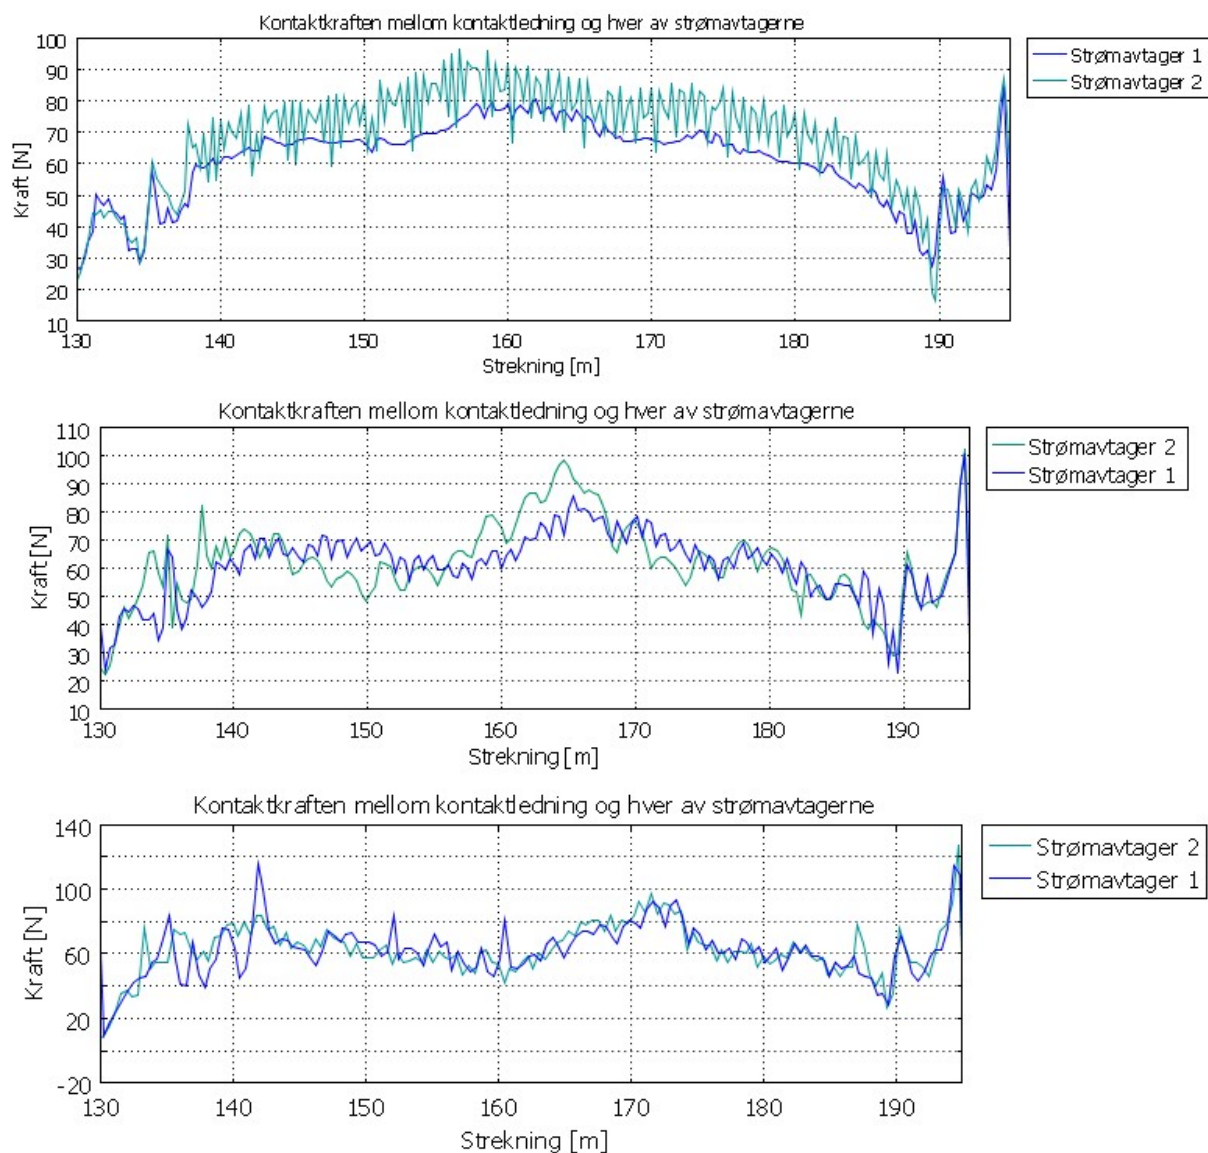 Kontaktkraften mellom kontaktledning og hver av strømavtagerne
100
90
80
70
60
50
40
30
20
10
Kraft [N]
130 140 150 160 170 180 190
Strekning [m]
Strømavtager 1
Strømavtager 2
Kontaktkraften mellom kontaktledning og hver av strømavtagerne
110
100
90
80
70
60
50
40
30
20
10
Kraft[N]
130 140 150 160 170 180 190
Strekning [m]
Strømavtager 2
Strømavtager 1
Kontaktkraften mellom kontaktledning og hver av strømavtagerne
140
100
60
20
-20
Kraft [N]
130 140 150 160 170 180 190
Strekning [m]
Strømavtager 2
Strømavtager 1